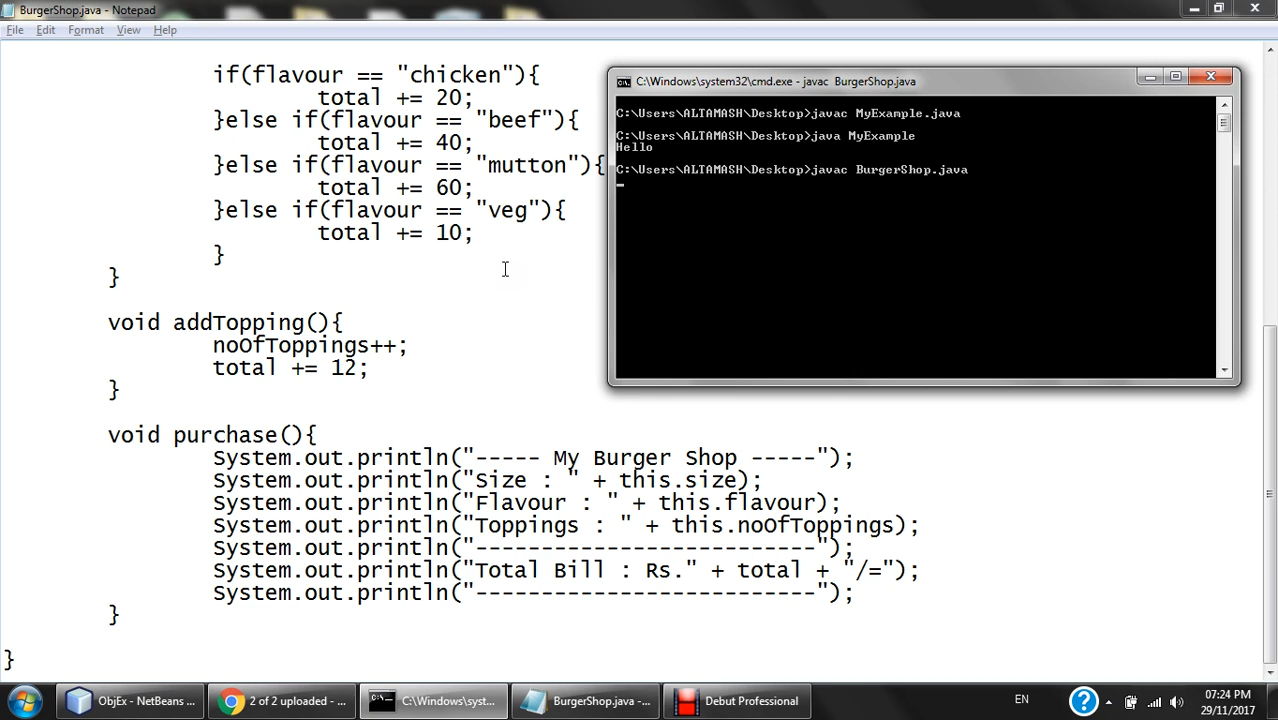 BurgerShop.java - Notepad
File Edit Format View Help
if(flavour == "chicken"){
total += 20;
}else if(flavour == "beef"){
total += 40;
}else if(flavour == "mutton"){
total += 60;
}else if(flavour == "veg"){
total += 10;
}
}
void addTopping(){
noOfToppings++;
total += 12;
}
void purchase(){
System.out.println("----- My Burger Shop -----");
System.out.println("Size : " + this.size);
System.out.println("Flavour : " + this.flavour);
System.out.println("Toppings : " + this.noOfToppings);
System.out.println("--------------------------");
System.out.println("Total Bill : Rs." + total + "/=");
System.out.println("--------------------------");
}
}
C:\Windows\system32\cmd.exe - javac BurgerShop.java
C:\Users\ALTAMASH\Desktop>javac MyExample.java
C:\Users\ALTAMASH\Desktop>java MyExample
Hello
C:\Users\ALTAMASH\Desktop>javac BurgerShop.java
ObjEx - NetBeans ...
2 of 2 uploaded - ...
C:\Windows\syst...
BurgerShop.java -...
Debut Professional
EN
07:24 PM
29/11/2017